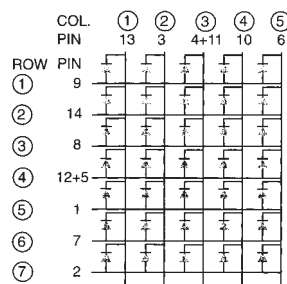 COL. ① ② ③ ④ ⑤
PIN 13 3 4+11 10 6
ROW PIN
① 9
② 14
③ 8
④ 12+5
⑤ 1
⑥ 7
⑦ 2